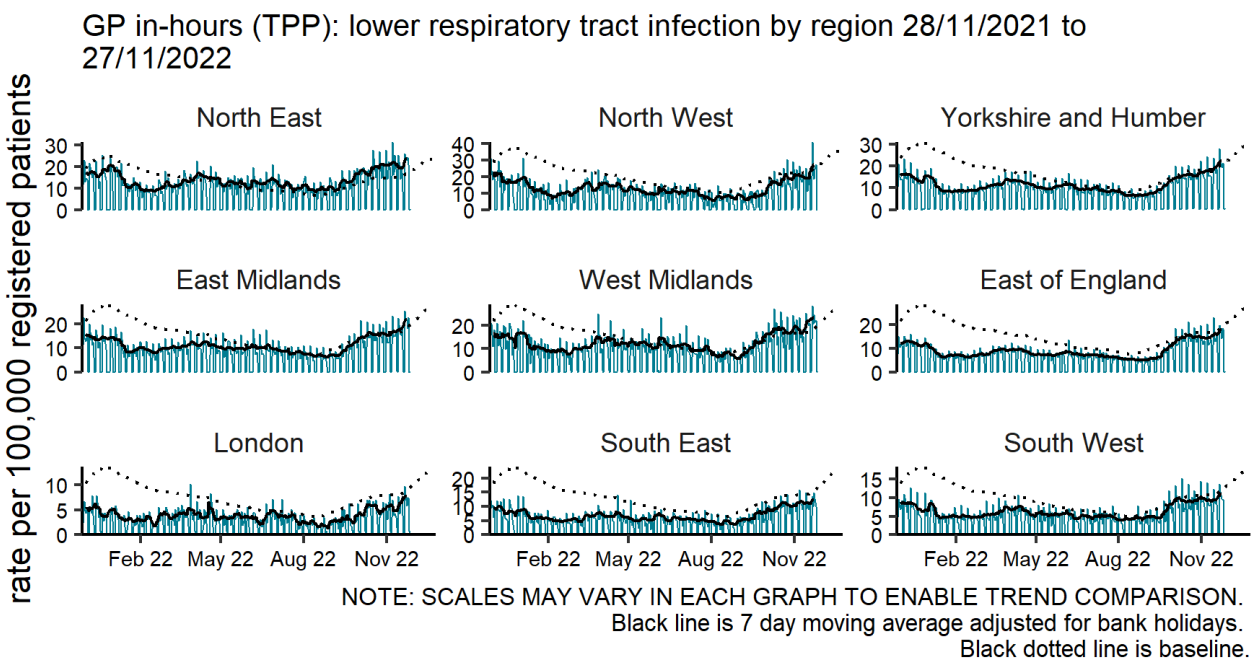 GP in-hours (TPP): lower respiratory tract infection by region 28/11/2021 to
27/11/2022
rate per 100,000 registered patients
North East
30
20
10
0
North West
40
30
20
10
0
Yorkshire and Humber
30
20
10
0
East Midlands
20
10
0
West Midlands
20
10
0
East of England
20
10
0
London
10
5
0
South East
20
15
10
5
0
South West
15
10
5
0
Feb 22 May 22 Aug 22 Nov 22
Feb 22 May 22 Aug 22 Nov 22
Feb 22 May 22 Aug 22 Nov 22
NOTE: SCALES MAY VARY IN EACH GRAPH TO ENABLE TREND COMPARISON.
Black line is 7 day moving average adjusted for bank holidays.
Black dotted line is baseline.